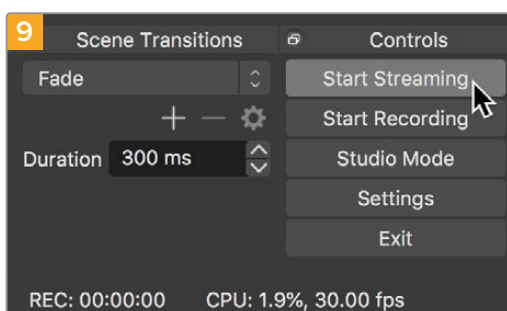 9
Scene Transitions
Controls
Fade
Start Streaming
Start Recording
Duration 300 ms
Studio Mode
Settings
Exit
REC: 00:00:00 CPU: 1.9%, 30.00 fps